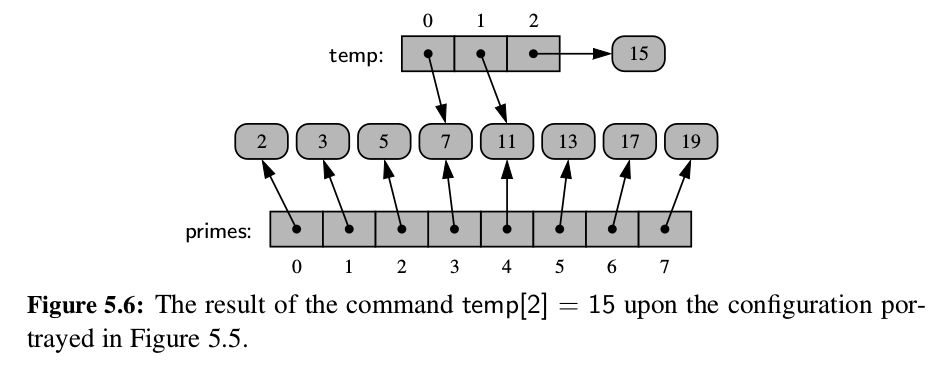 0 1 2
temp: 15
2 3 5 7 11 13 17 19
primes:
0 1 2 3 4 5 6 7
Figure 5.6: The result of the command temp[2] = 15 upon the configuration por-
trayed in Figure 5.5.